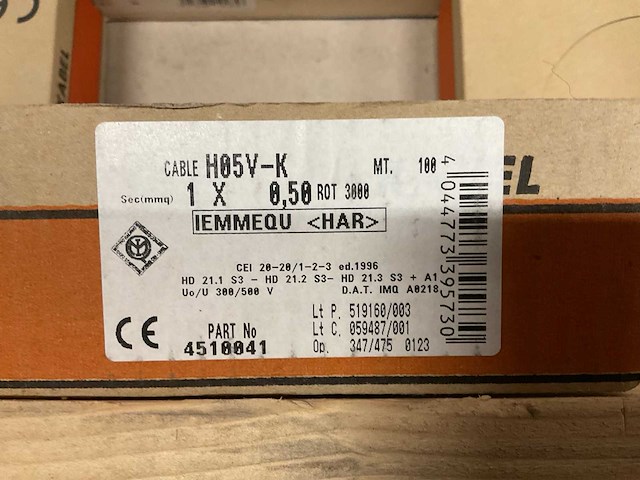 CABLE H05V-K MT. 100
Sec(mmq) 1 X 0,50 ROT 3000
IEMMEQU <HAR>
CEI 20-20/1-2-3 ed.1996
HD 21.1 S3 - HD 21.2 S3- HD 21.3 S3 + A1
Uo/U 300/500 V D.A.T. IMQ A0218
Lt P. 519160/003
CE PART No Lt C. 059487/001
4510041 Op. 347/475 0123
4 044773 395730
EL
KABEL
CE